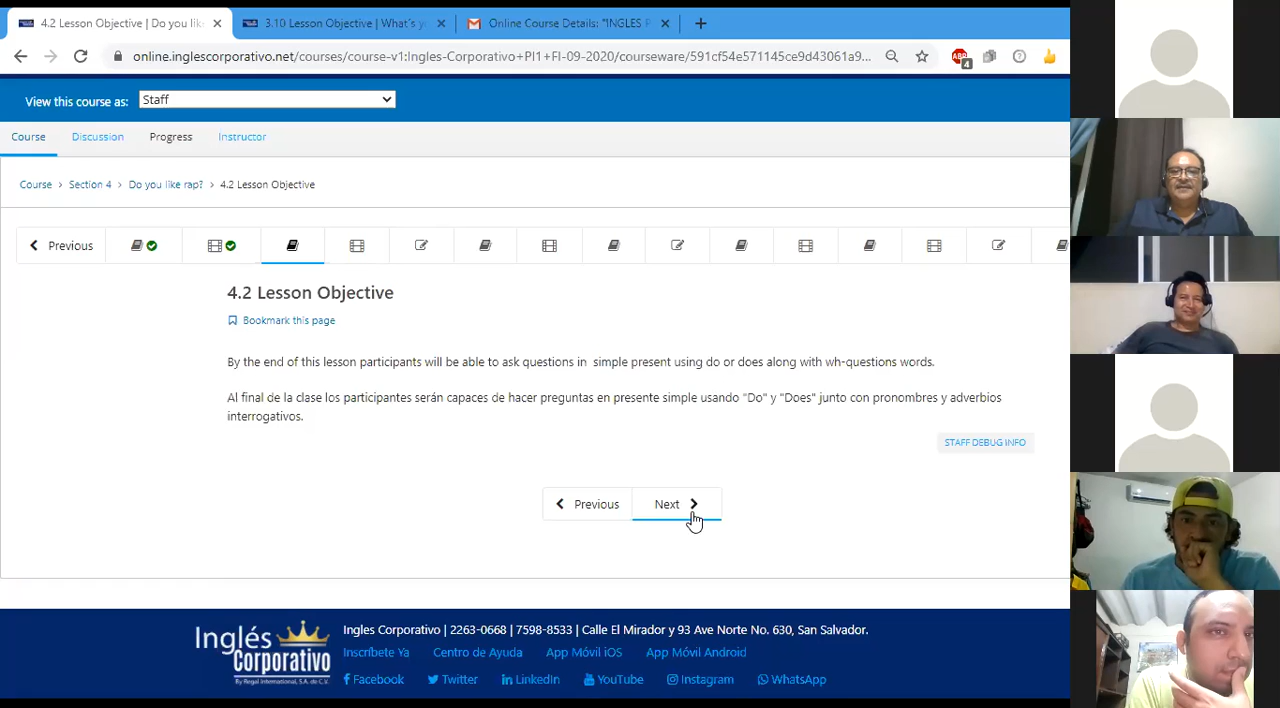 4.2 Lesson Objective | Do you like
3.10 Lesson Objective | What's yo
Online Course Details: "INGLES P
online.inglescorporativo.net/courses/course-v1:Ingles-Corporativo+PI1+FI-09-2020/courseware/591cf54e571145ce9d43061a9...
4
View this course as:
Staff
Course
Discussion
Progress
Instructor
Course > Section 4 > Do you like rap? > 4.2 Lesson Objective
Previous
4.2 Lesson Objective
Bookmark this page
By the end of this lesson participants will be able to ask questions in simple present using do or does along with wh-questions words.
Al final de la clase los participantes serán capaces de hacer preguntas en presente simple usando "Do" y "Does" junto con pronombres y adverbios
interrogativos.
STAFF DEBUG INFO
Previous
Next
Inglés
Corporativo
By Regal International, S.A. de C.V.
Ingles Corporativo | 2263-0668 | 7598-8533 | Calle El Mirador y 93 Ave Norte No. 630, San Salvador.
Inscríbete Ya
Centro de Ayuda
App Móvil iOS
App Móvil Android
Facebook
Twitter
LinkedIn
YouTube
Instagram
WhatsApp